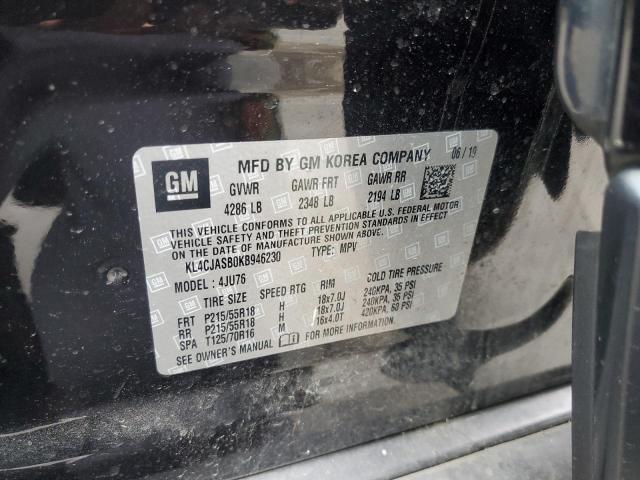 GM
MFD BY GM KOREA COMPANY 06/19
GVWR GAWR FRT GAWR RR
4286 LB 2348 LB 2194 LB
THIS VEHICLE CONFORMS TO ALL APPLICABLE U.S. FEDERAL MOTOR
VEHICLE SAFETY AND THEFT PREVENTION STANDARDS IN EFFECT
ON THE DATE OF MANUFACTURE SHOWN ABOVE.
KL4CJASB0KB946230 TYPE: MPV
MODEL: 4JU76
SPEED RTG RIM COLD TIRE PRESSURE
FRT P215/55R18 H 18x7.0J 240KPA, 35 PSI
RR P215/55R18 H 18x7.0J 240KPA, 35 PSI
SPA T125/70R16 M 16x4.0T 420KPA, 60 PSI
SEE OWNER'S MANUAL FOR MORE INFORMATION.